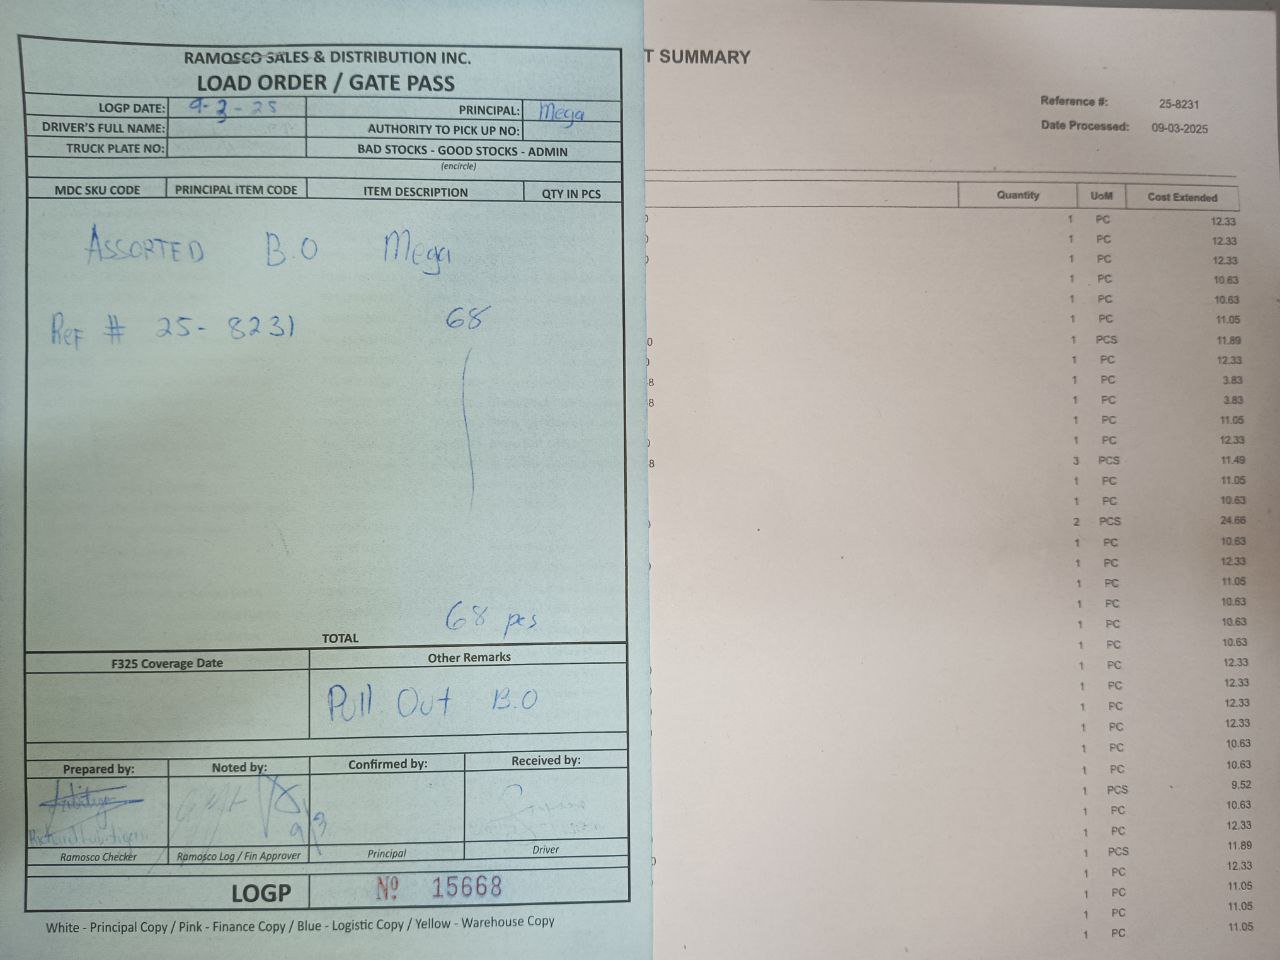 RAMOSCO SALES & DISTRIBUTION INC.
LOAD ORDER / GATE PASS
LOGP DATE: 9-3-25 PRINCIPAL: Mega
DRIVER'S FULL NAME: AUTHORITY TO PICK UP NO:
TRUCK PLATE NO: BAD STOCKS - GOOD STOCKS - ADMIN
(encircle)
MDC SKU CODE PRINCIPAL ITEM CODE ITEM DESCRIPTION QTY IN PCS
ASSORTED B.O Mega
Ref # 25-8231 68
68 pcs
TOTAL
F325 Coverage Date Other Remarks
Pull Out B.O
Prepared by: Noted by: Confirmed by: Received by:
9/3
Ramosco Checker Ramosco Log / Fin Approver Principal Driver
LOGP Nº 15668
White - Principal Copy / Pink - Finance Copy / Blue - Logistic Copy / Yellow - Warehouse Copy
T SUMMARY
Reference #: 25-8231
Date Processed: 09-03-2025
Quantity UoM Cost Extended
1 PC 12.33
1 PC 12.33
1 PC 12.33
1 PC 10.63
1 PC 10.63
1 PC 11.05
0 1 PCS 11.89
1 PC 12.33
8 1 PC 3.83
8 1 PC 3.83
1 PC 11.05
1 PC 12.33
8 3 PCS 11.49
1 PC 11.05
1 PC 10.63
2 PCS 24.66
1 PC 10.63
1 PC 12.33
1 PC 11.05
1 PC 10.63
1 PC 10.63
1 PC 10.63
1 PC 12.33
1 PC 12.33
1 PC 12.33
1 PC 12.33
1 PC 10.63
1 PC 10.63
1 PCS 9.52
1 PC 10.63
1 PC 12.33
1 PCS 11.89
1 PC 12.33
1 PC 11.05
1 PC 11.05
1 PC 11.05